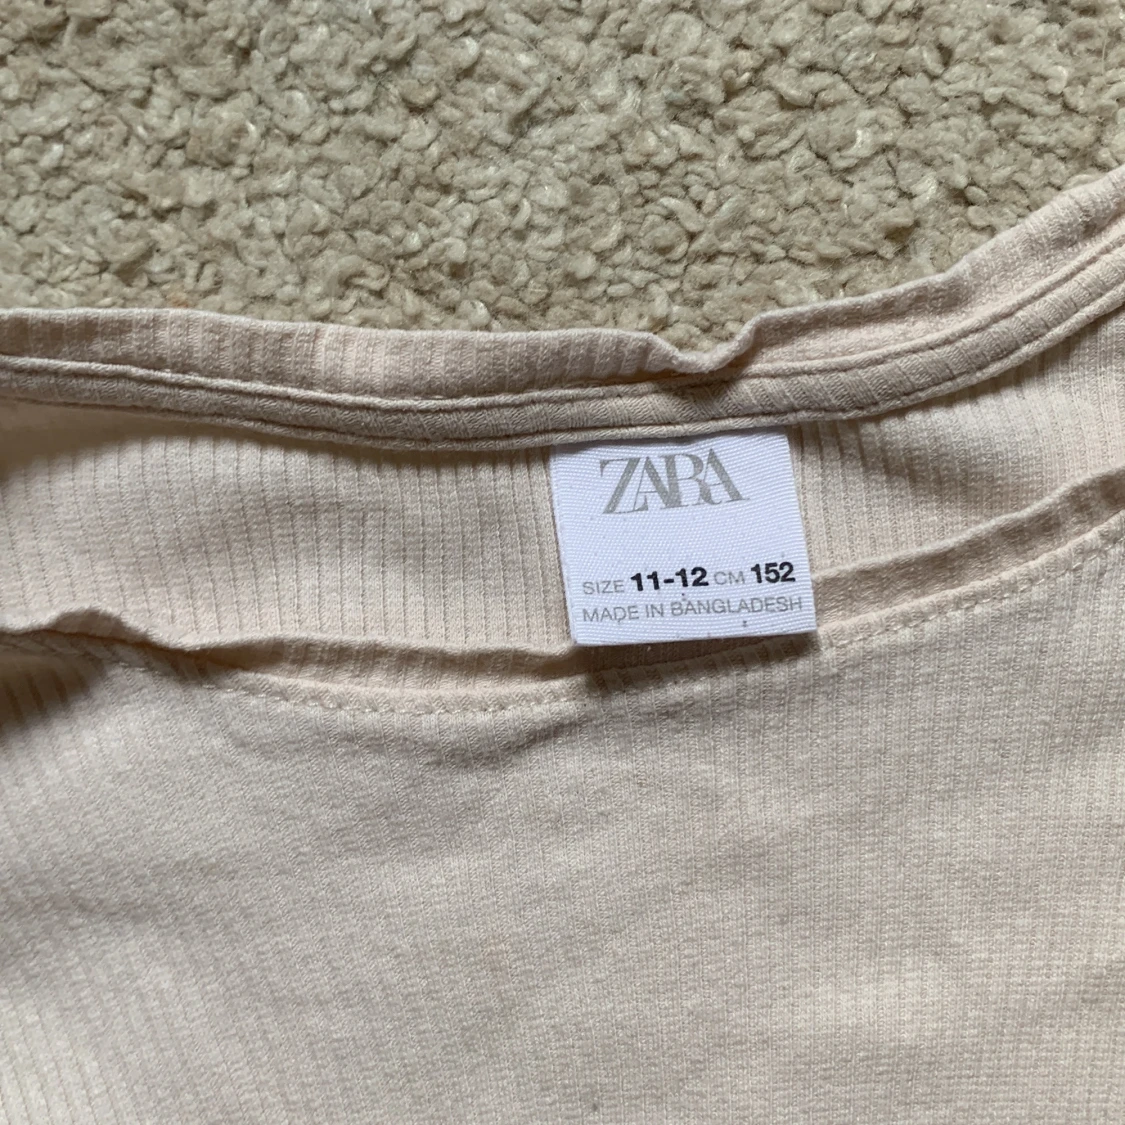 ZARA
SIZE 11-12 CM 152
MADE IN BANGLADESH